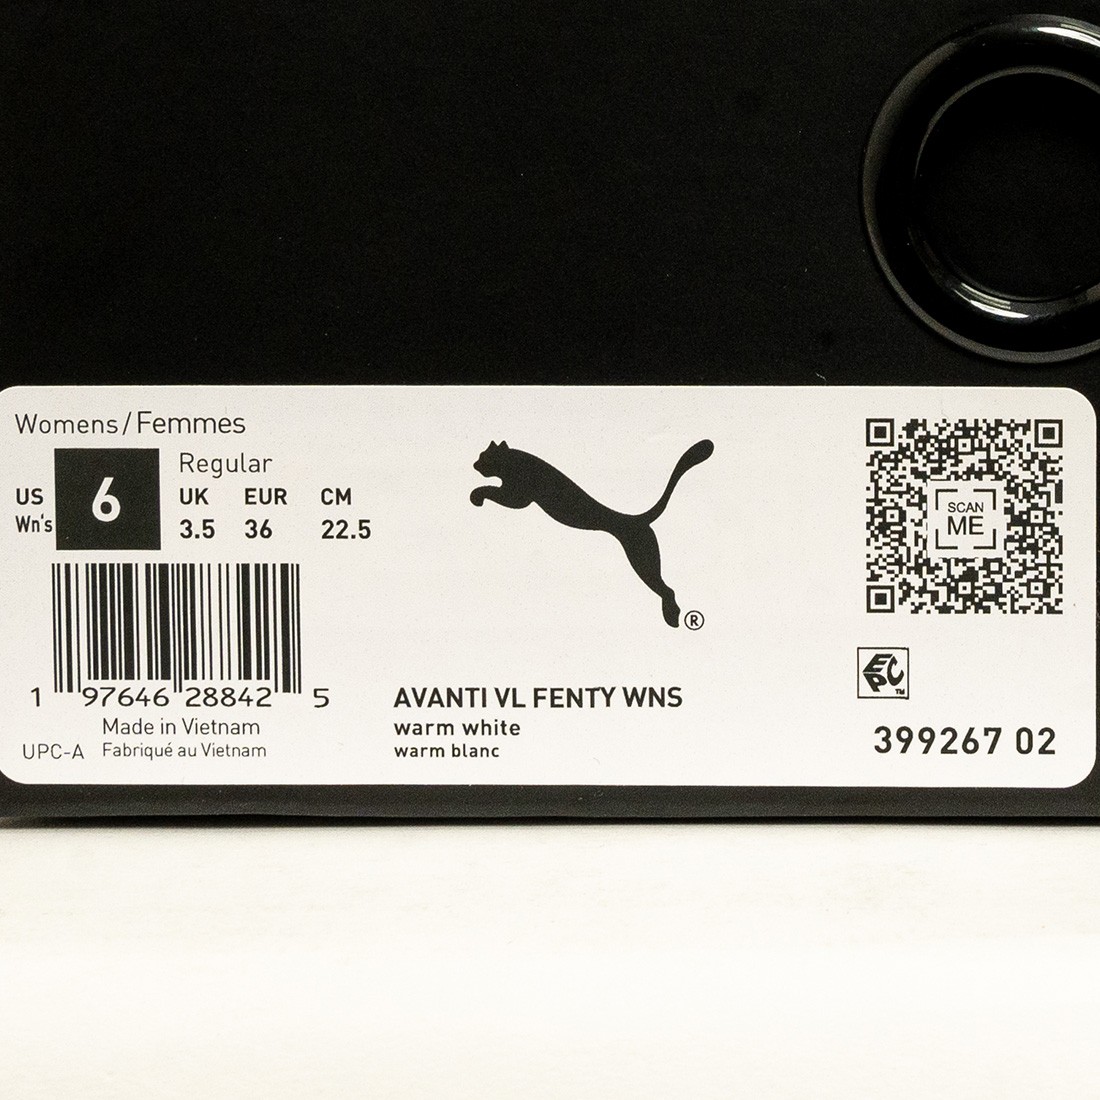 Womens/Femmes
Regular
US Wn's 6
UK EUR CM
3.5 36 22.5
1 97646 28842 5
Made in Vietnam
UPC-A Fabriqué au Vietnam
®
AVANTI VL FENTY WNS
warm white
warm blanc
SCAN
ME
EPC™
399267 02